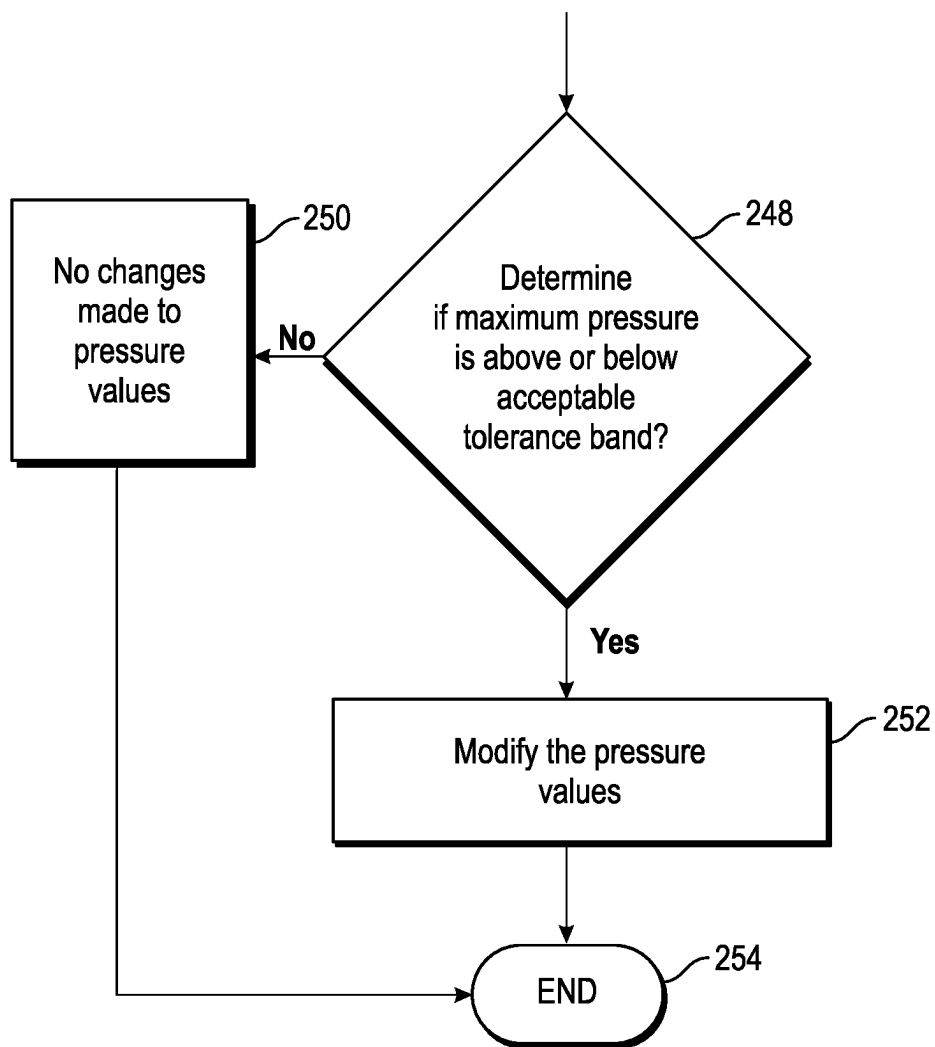 248
Determine
if maximum pressure
is above or below
acceptable
tolerance band?
No
250
No changes
made to
pressure
values
Yes
252
Modify the pressure
values
254
END